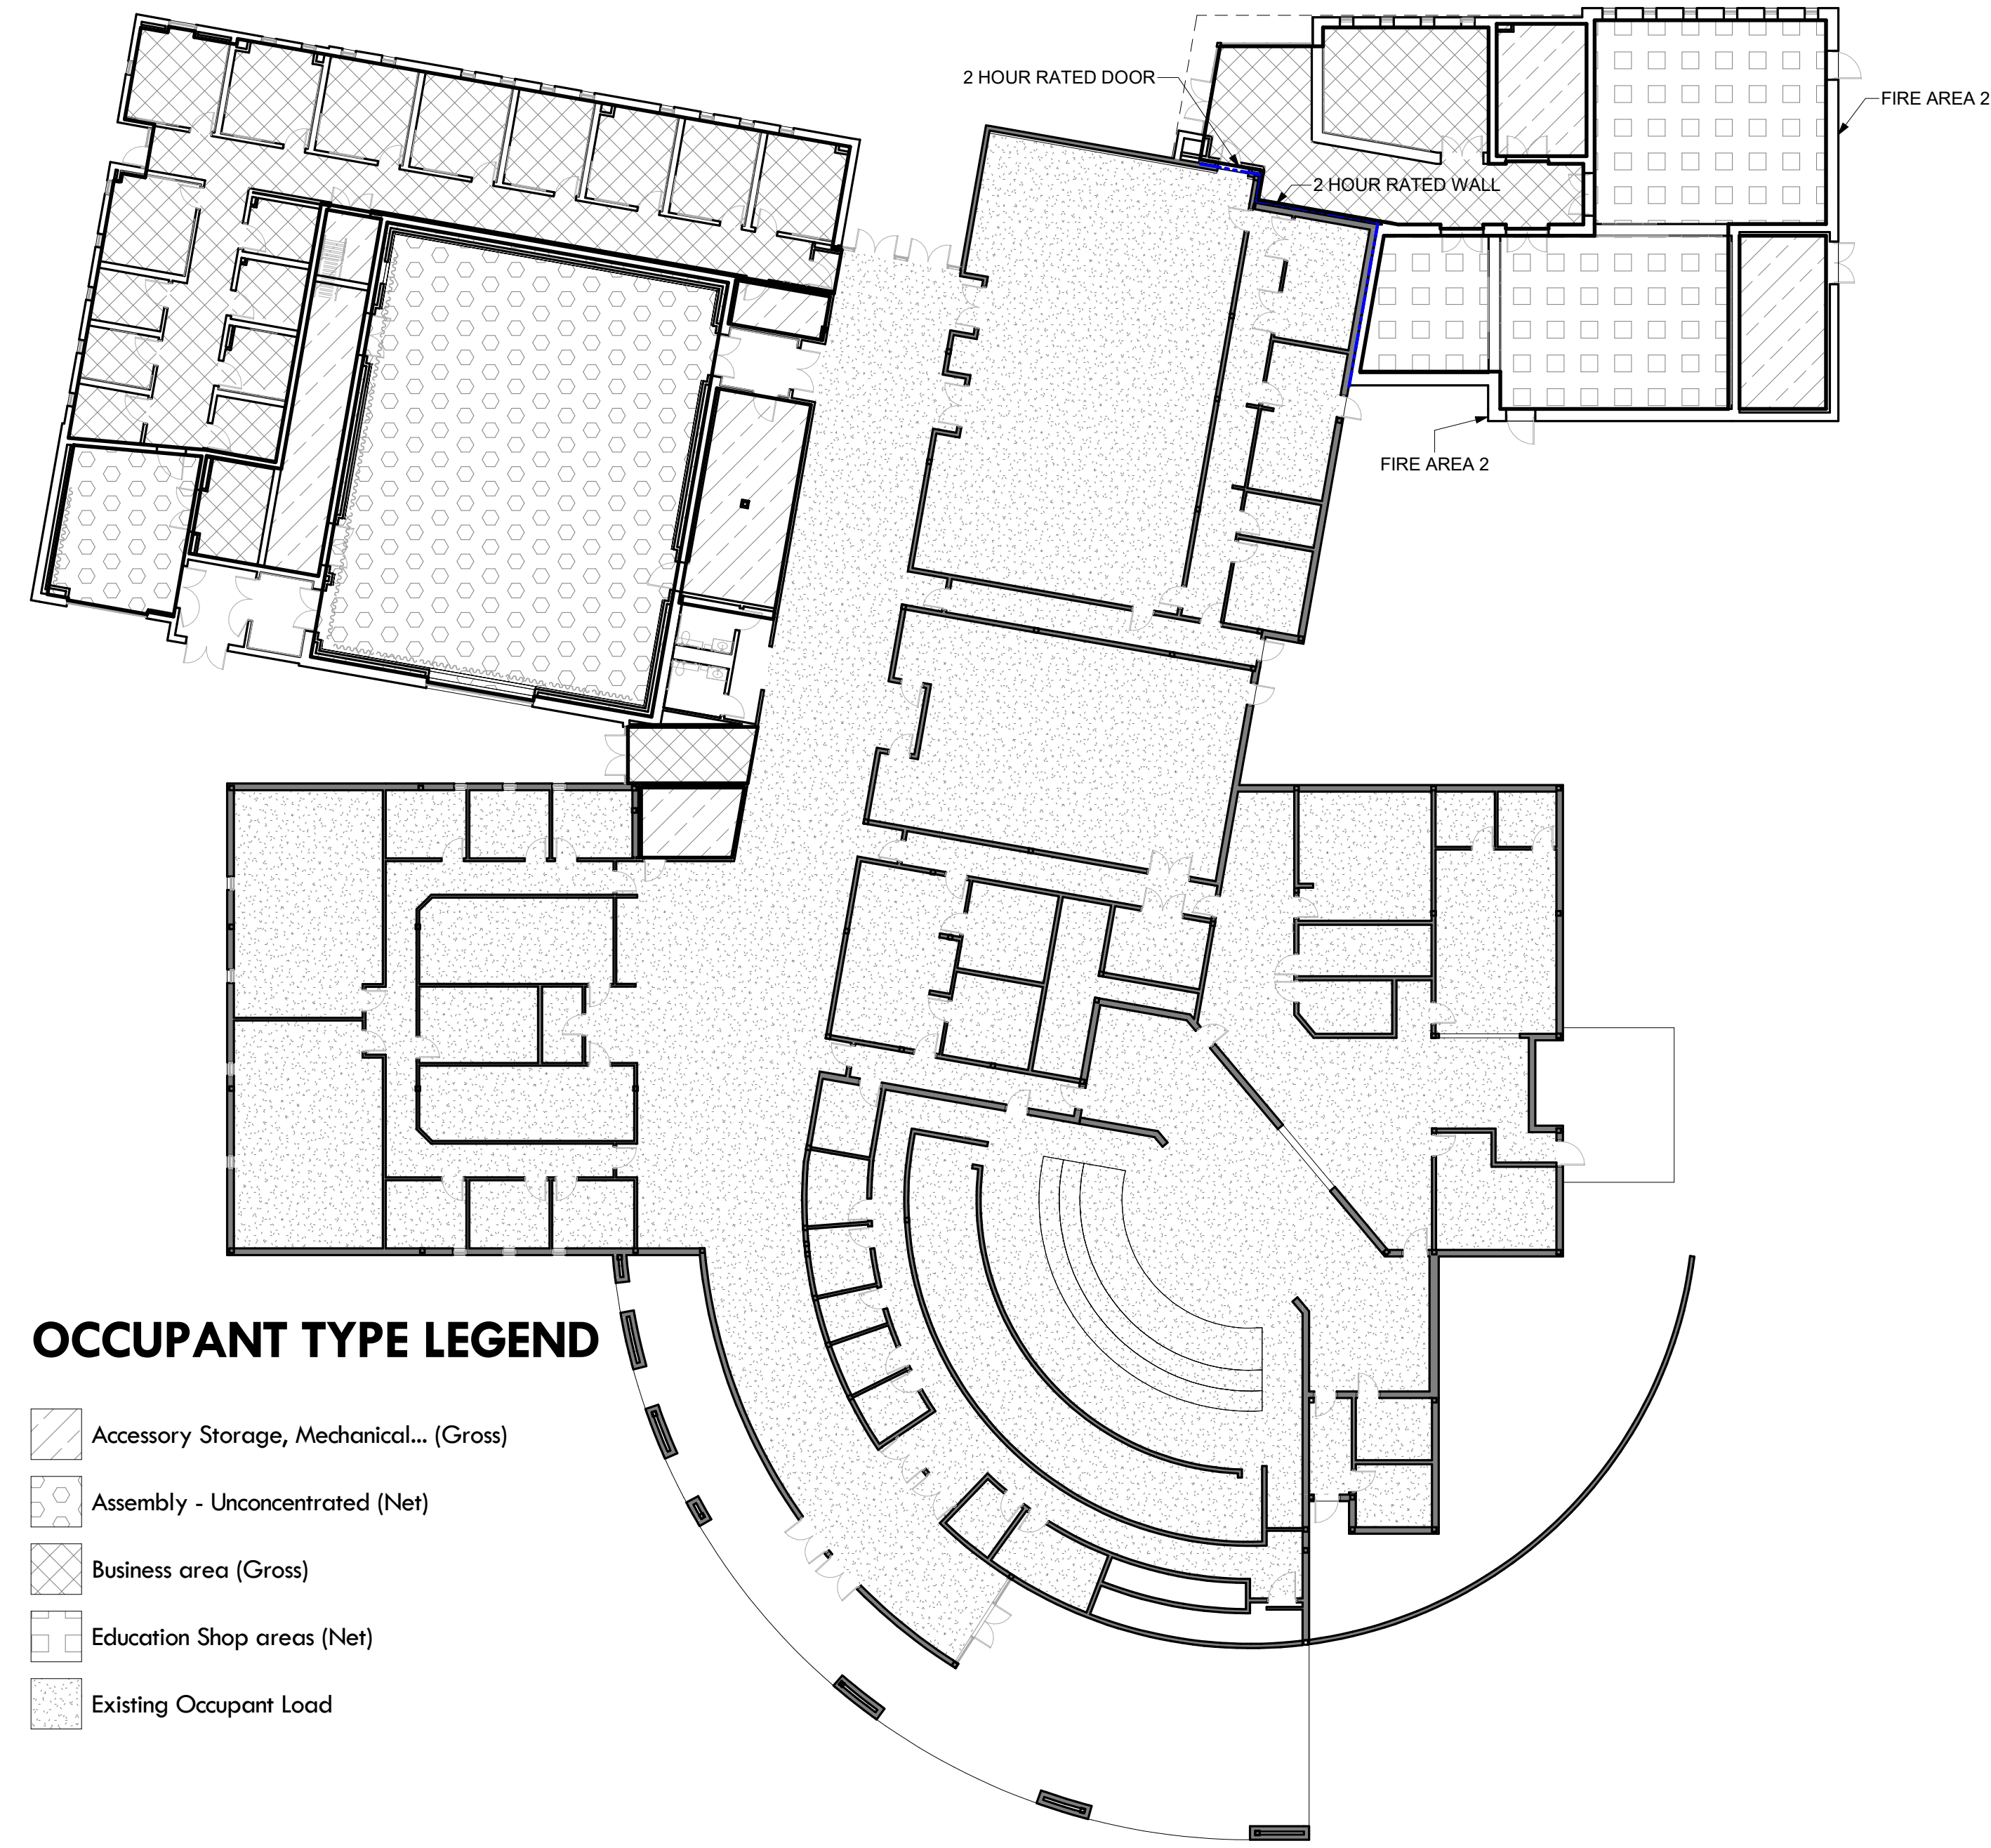 2 HOUR RATED DOOR
FIRE AREA 2
2 HOUR RATED WALL
FIRE AREA 2
OCCUPANT TYPE LEGEND
Accessory Storage, Mechanical... (Gross)
Assembly - Unconcentrated (Net)
Business area (Gross)
Education Shop areas (Net)
Existing Occupant Load